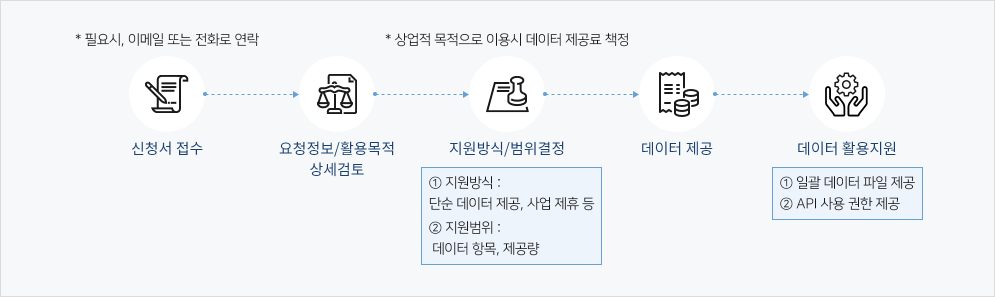 * 필요시, 이메일 또는 전화로 연락
* 상업적 목적으로 이용시 데이터 제공료 책정
신청서 접수
요청정보/활용목적
상세검토
지원방식/범위결정
① 지원방식 :
단순 데이터 제공, 사업 제휴 등
② 지원범위 :
데이터 항목, 제공량
데이터 제공
데이터 활용지원
① 일괄 데이터 파일 제공
② API 사용 권한 제공